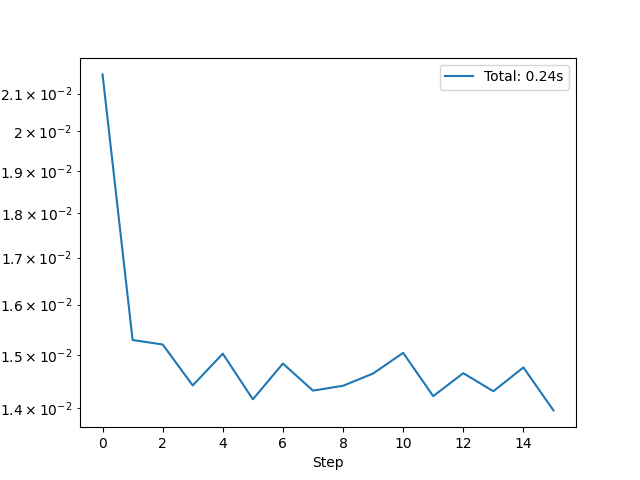 Total: 0.24s
2.1 × 10⁻²
2 × 10⁻²
1.9 × 10⁻²
1.8 × 10⁻²
1.7 × 10⁻²
1.6 × 10⁻²
1.5 × 10⁻²
1.4 × 10⁻²
0 2 4 6 8 10 12 14
Step